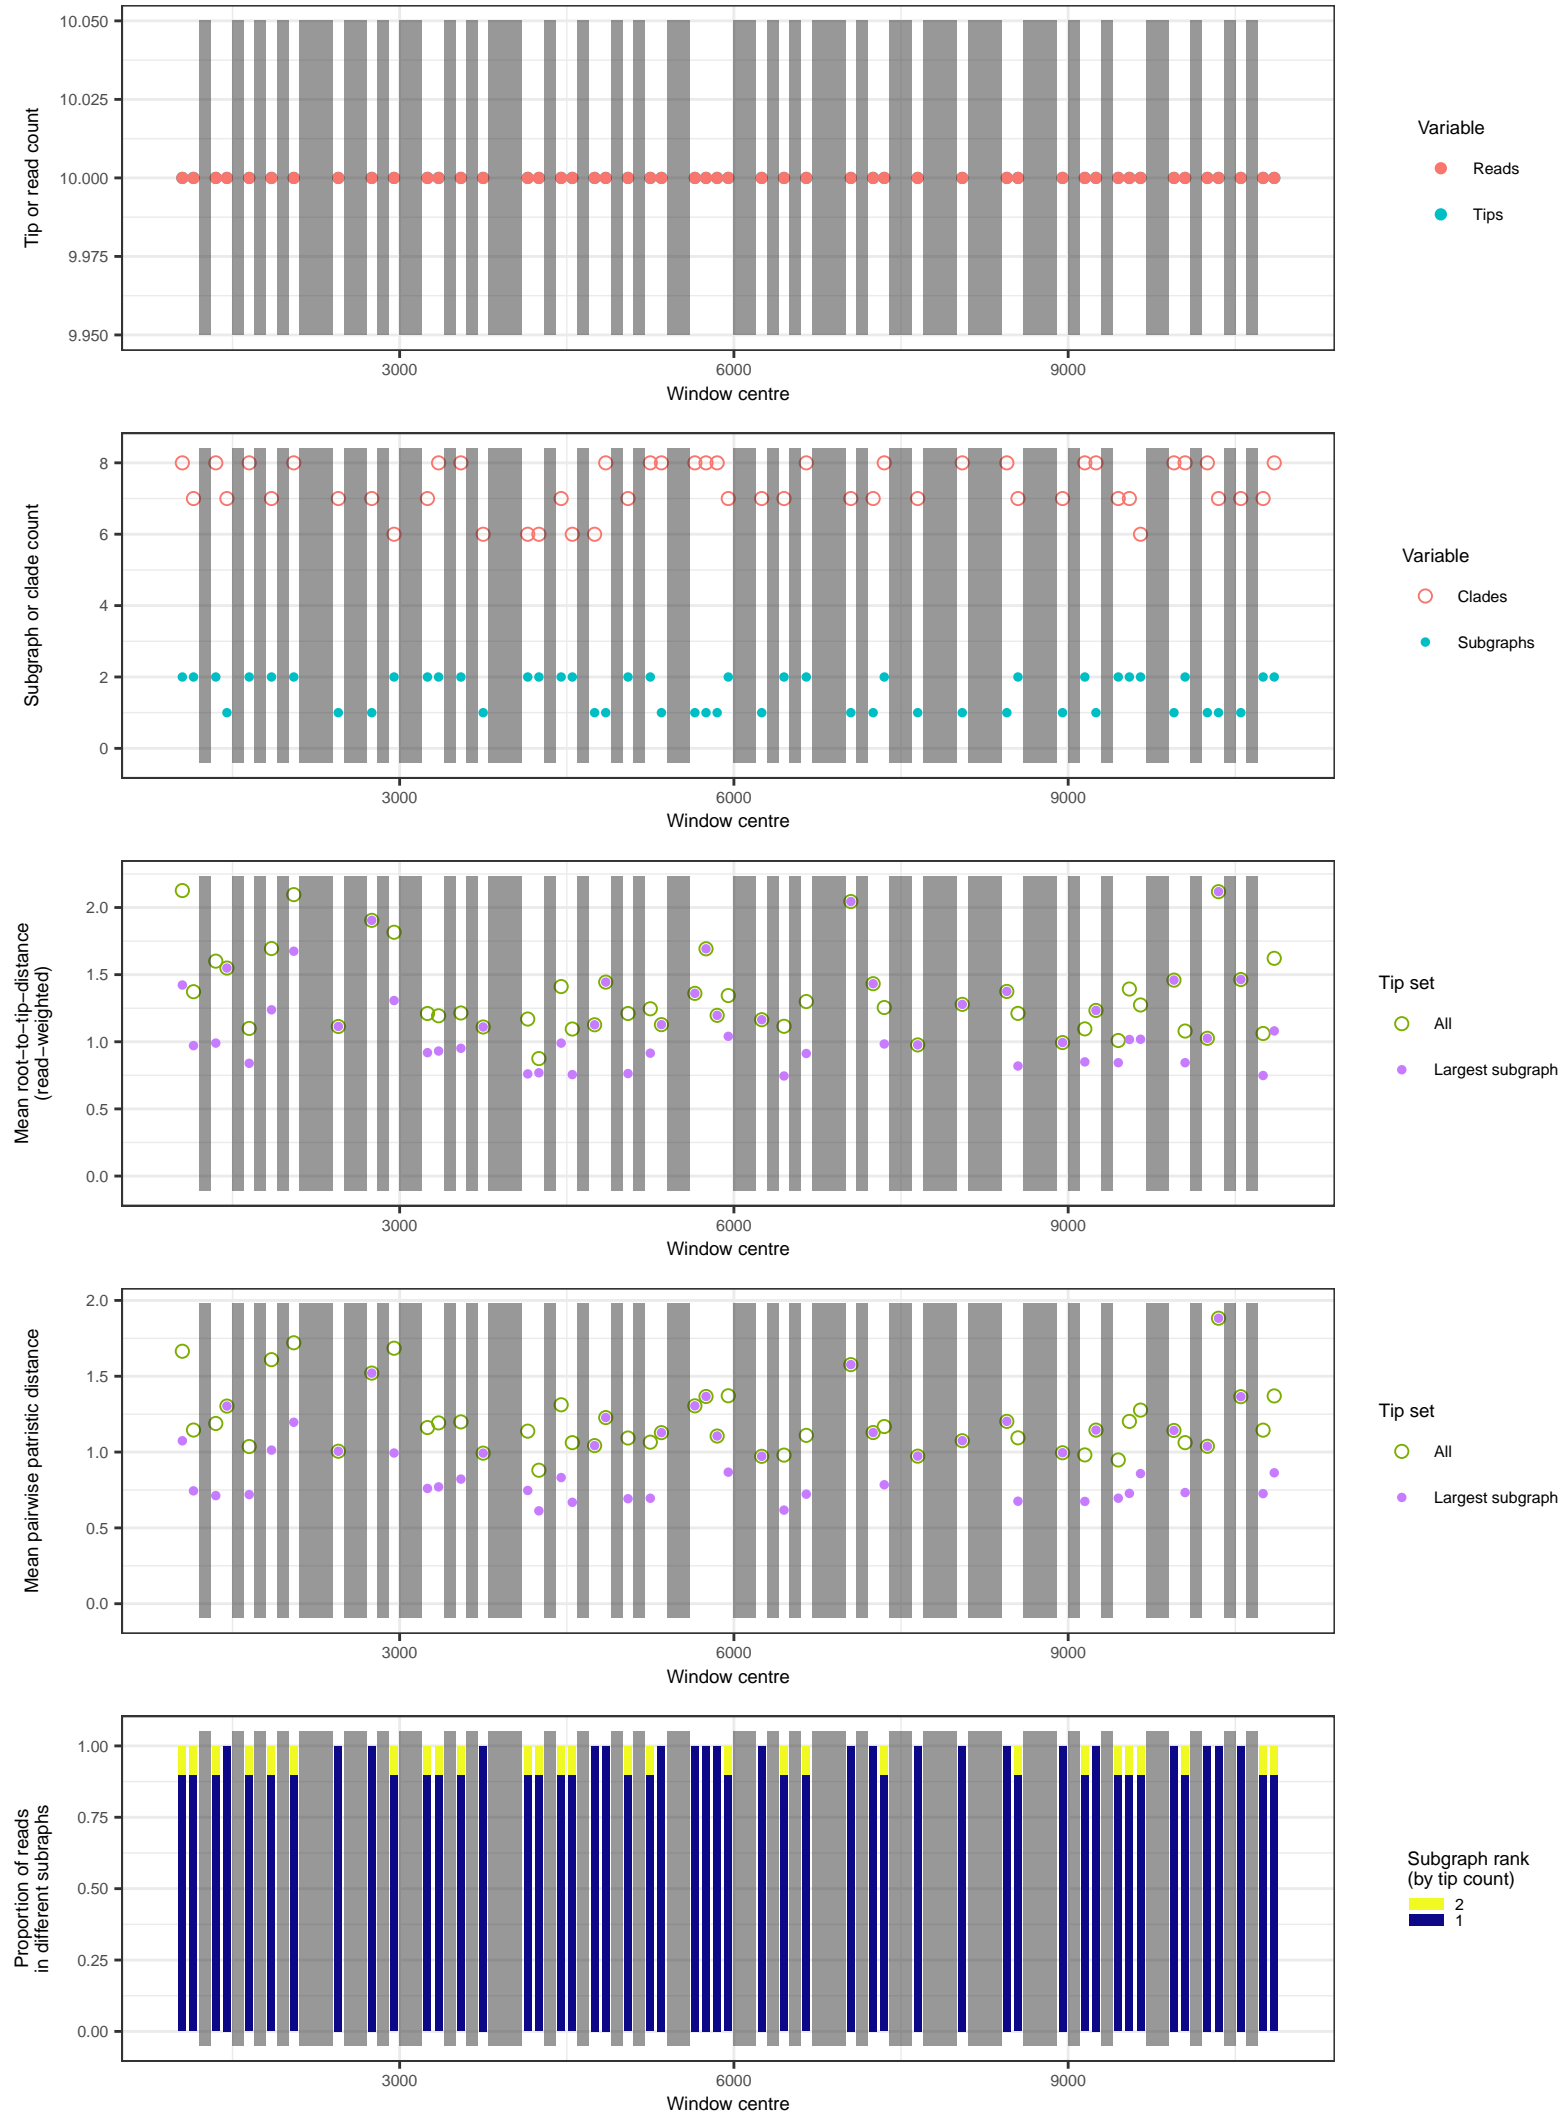 10.050
10.025
10.000
9.975
9.950
Tip or read count
3000 6000 9000
Window centre
Variable
Reads
Tips
8
6
4
2
0
Subgraph or clade count
3000 6000 9000
Window centre
Variable
Clades
Subgraphs
2.0
1.5
1.0
0.5
0.0
Mean root−to−tip−distance
(read−weighted)
3000 6000 9000
Window centre
Tip set
All
Largest subgraph
2.0
1.5
1.0
0.5
0.0
Mean pairwise patristic distance
3000 6000 9000
Window centre
Tip set
All
Largest subgraph
1.00
0.75
0.50
0.25
0.00
Proportion of reads
in different subraphs
3000 6000 9000
Window centre
Subgraph rank
(by tip count)
2
1